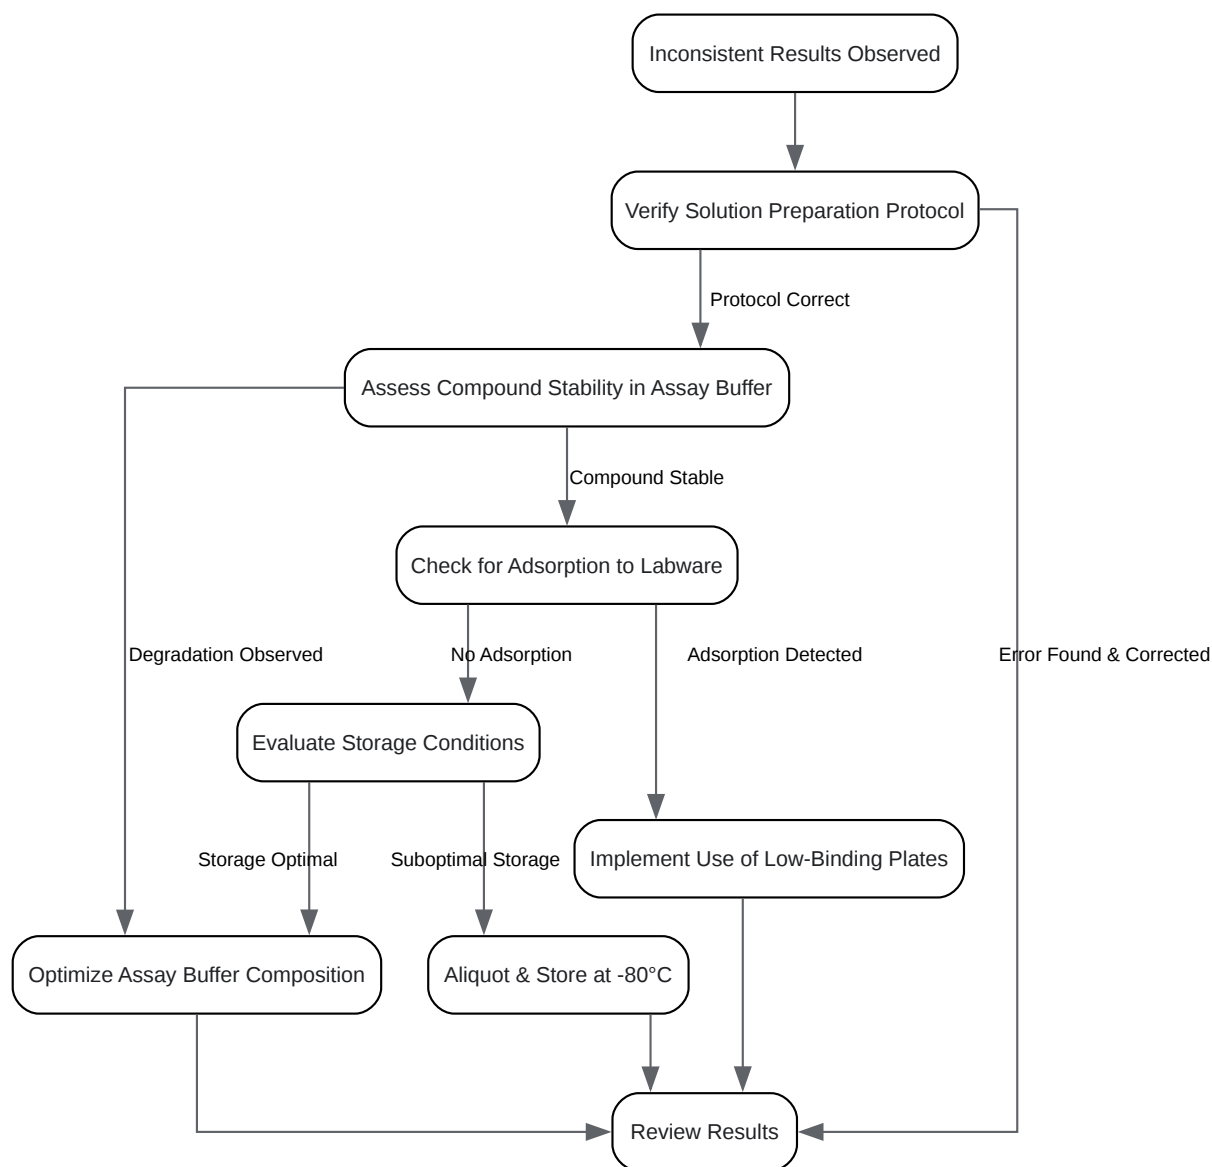 Inconsistent Results Observed
Verify Solution Preparation Protocol
Protocol Correct
Assess Compound Stability in Assay Buffer
Compound Stable
Check for Adsorption to Labware
Degradation Observed
No Adsorption
Adsorption Detected
Error Found & Corrected
Evaluate Storage Conditions
Storage Optimal
Suboptimal Storage
Implement Use of Low-Binding Plates
Optimize Assay Buffer Composition
Aliquot & Store at -80°C
Review Results